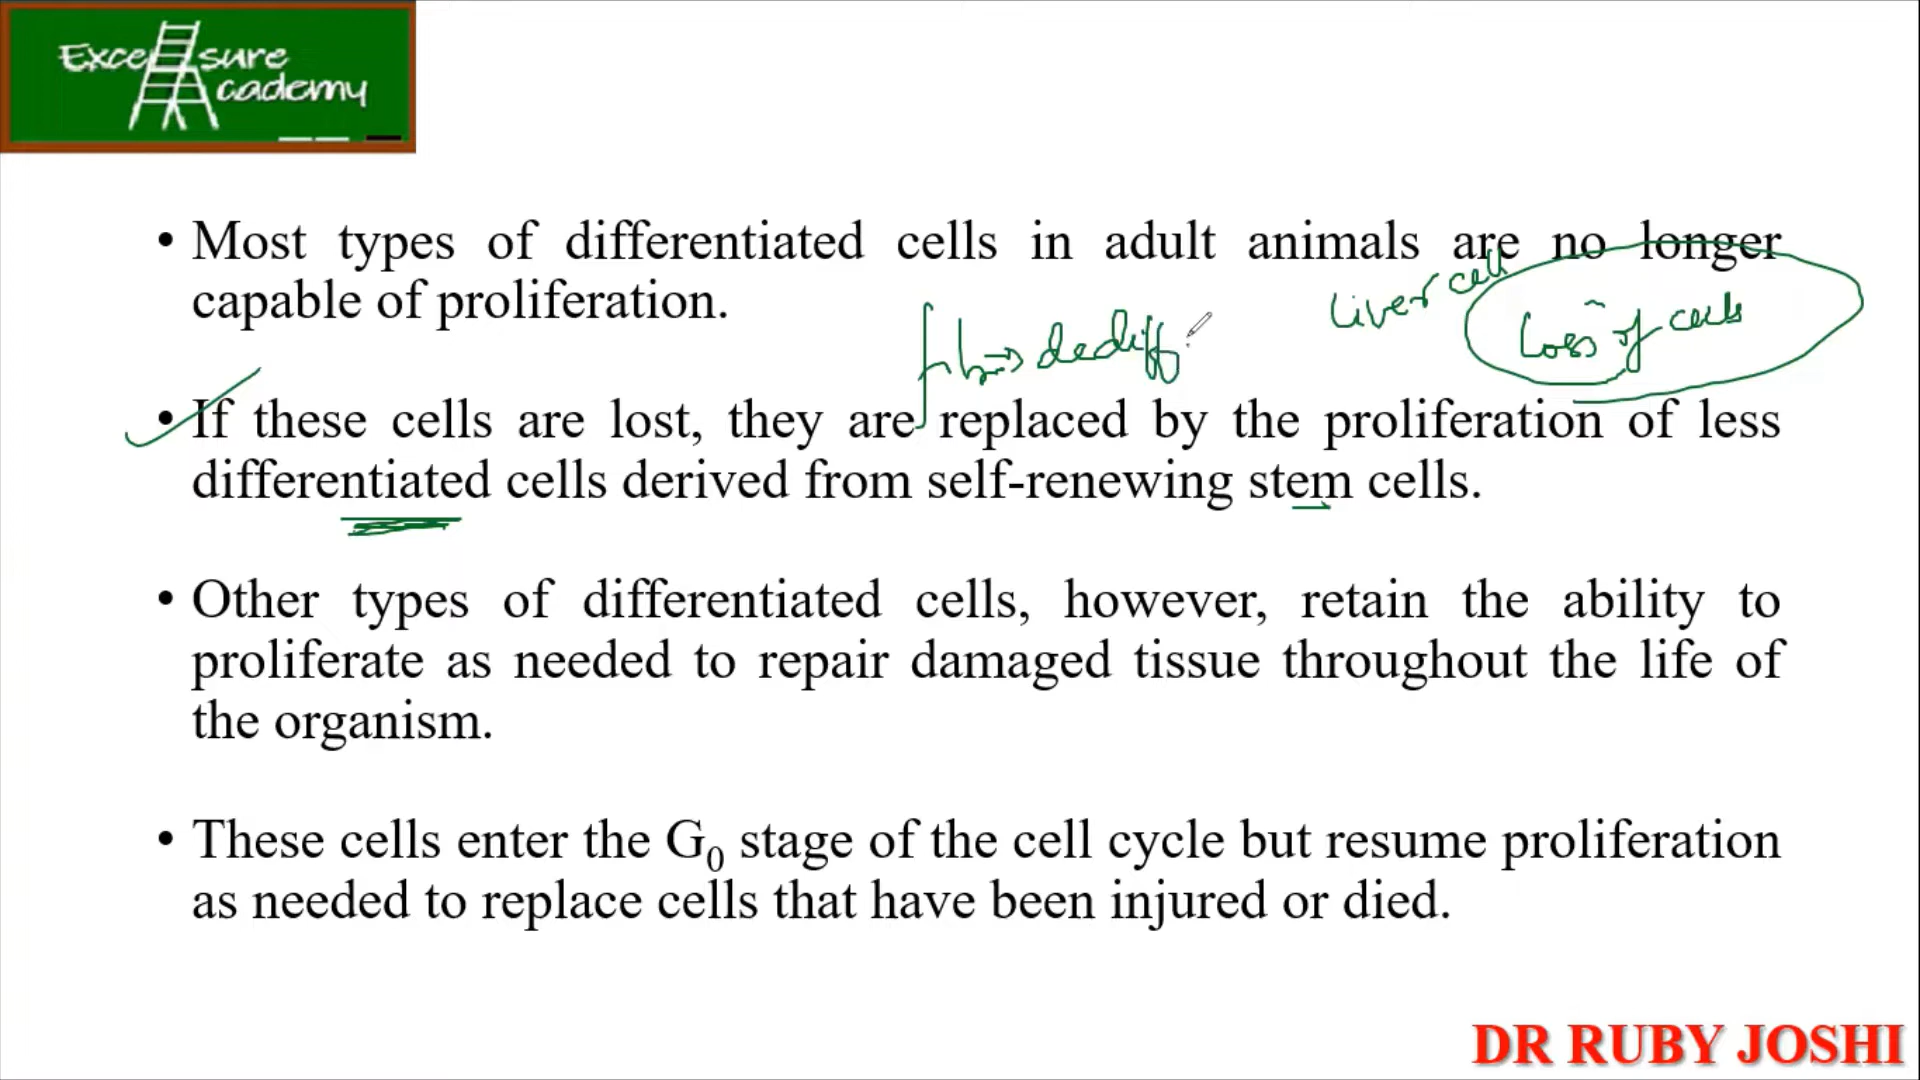 Excel sure
Academy
• Most types of differentiated cells in adult animals are no longer
capable of proliferation.
Liver cell
Loss of cells
dediff
• If these cells are lost, they are replaced by the proliferation of less
differentiated cells derived from self-renewing stem cells.
• Other types of differentiated cells, however, retain the ability to
proliferate as needed to repair damaged tissue throughout the life of
the organism.
• These cells enter the G₀ stage of the cell cycle but resume proliferation
as needed to replace cells that have been injured or died.
DR RUBY JOSHI